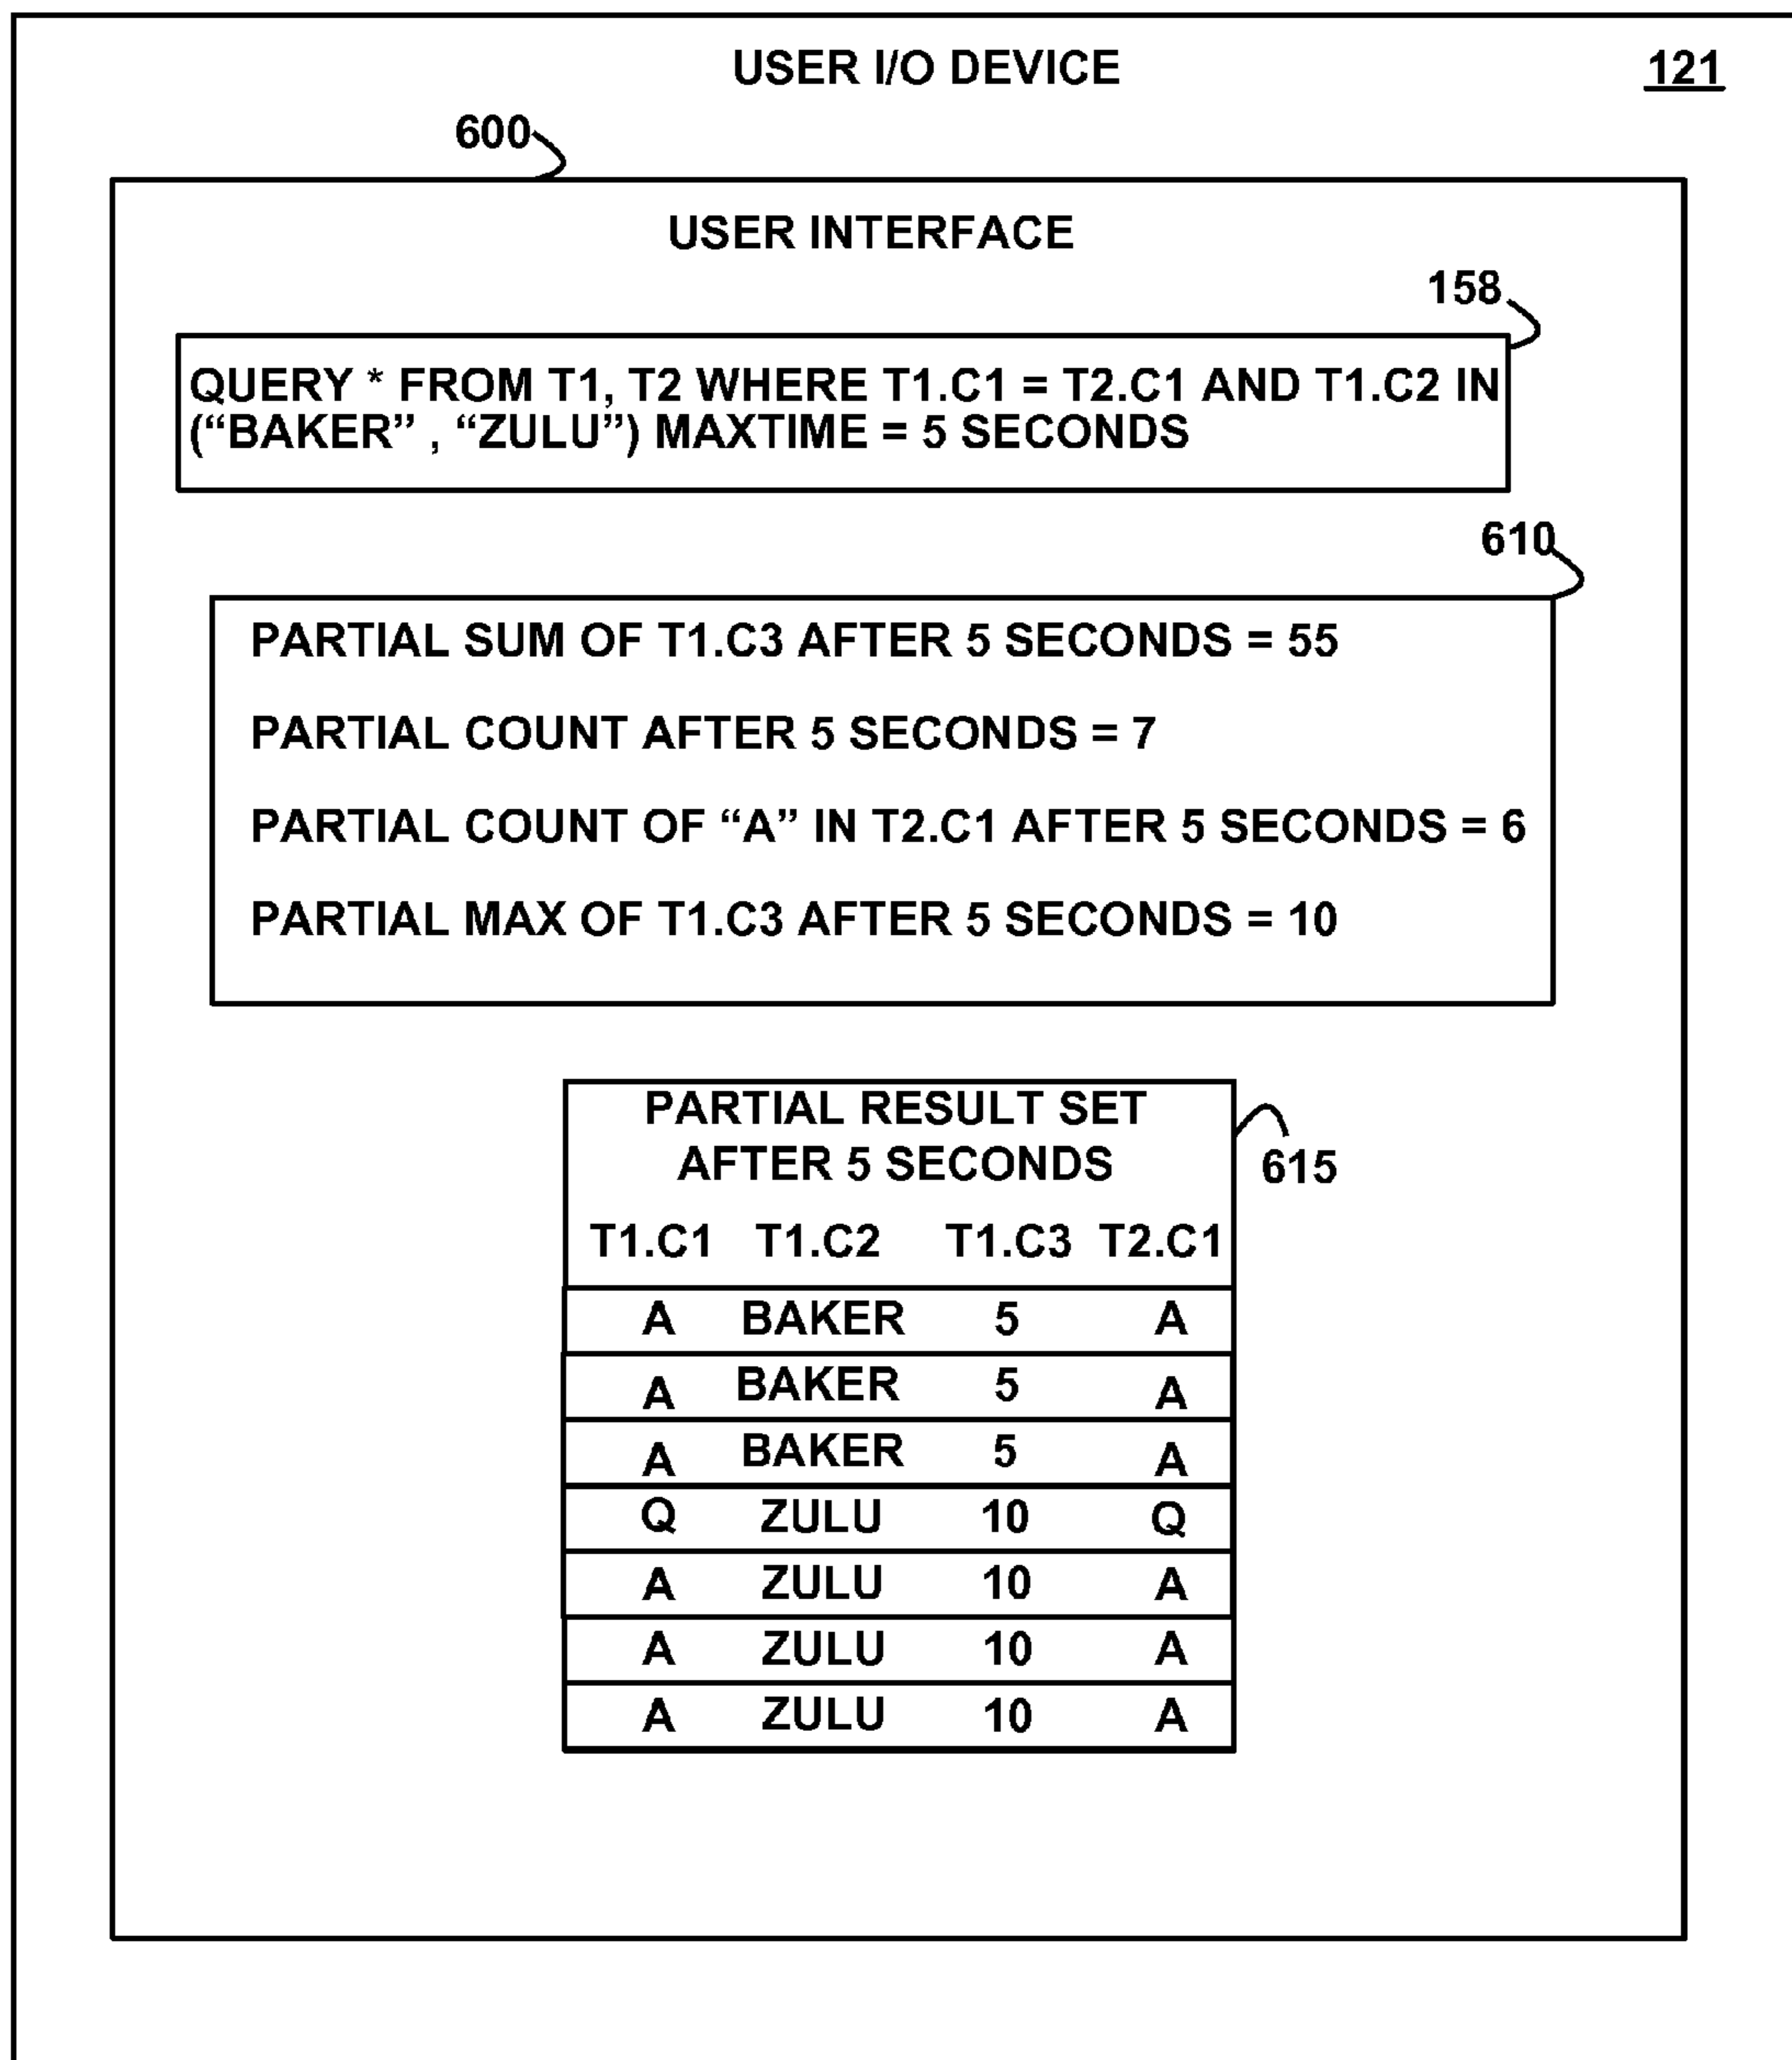 USER I/O DEVICE 121
600
USER INTERFACE
158
QUERY * FROM T1, T2 WHERE T1.C1 = T2.C1 AND T1.C2 IN
(“BAKER” , “ZULU”) MAXTIME = 5 SECONDS
610
PARTIAL SUM OF T1.C3 AFTER 5 SECONDS = 55
PARTIAL COUNT AFTER 5 SECONDS = 7
PARTIAL COUNT OF “A” IN T2.C1 AFTER 5 SECONDS = 6
PARTIAL MAX OF T1.C3 AFTER 5 SECONDS = 10
PARTIAL RESULT SET
AFTER 5 SECONDS
615
T1.C1 T1.C2 T1.C3 T2.C1
A BAKER 5 A
A BAKER 5 A
A BAKER 5 A
Q ZULU 10 Q
A ZULU 10 A
A ZULU 10 A
A ZULU 10 A